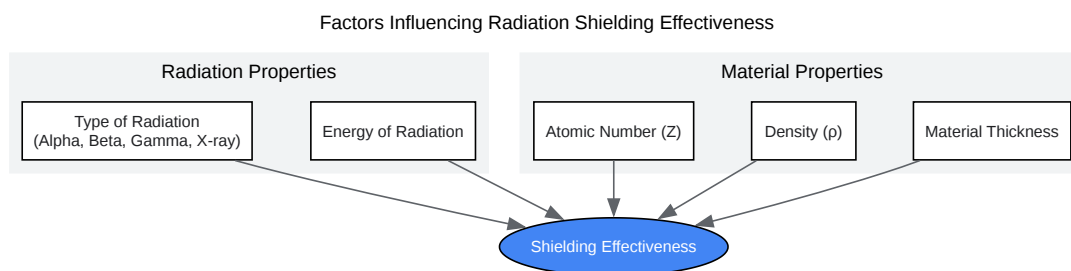 Factors Influencing Radiation Shielding Effectiveness
Radiation Properties
Material Properties
Type of Radiation
(Alpha, Beta, Gamma, X-ray)
Energy of Radiation
Atomic Number (Z)
Density (ρ)
Material Thickness
Shielding Effectiveness